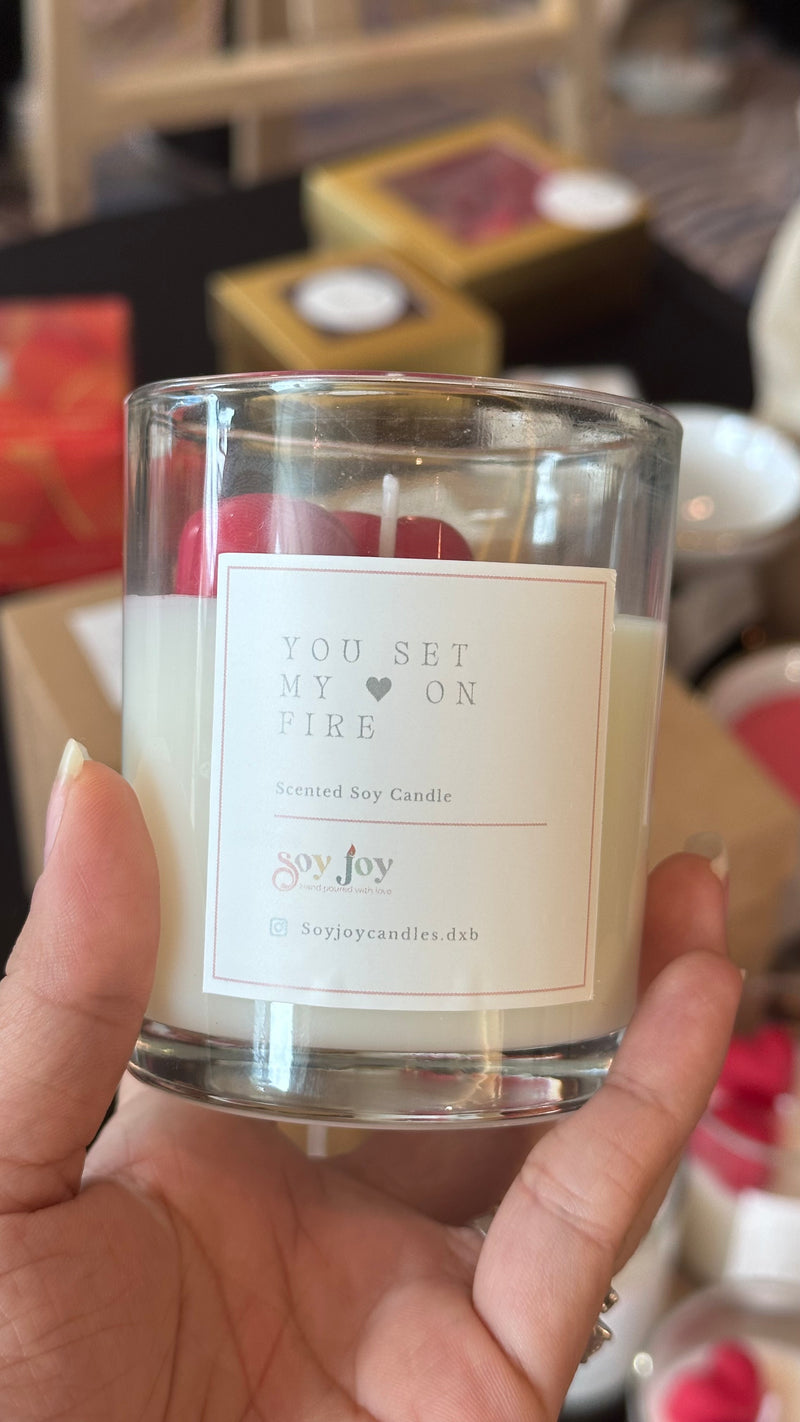 YOU SET
MY ♥ ON
FIRE
Scented Soy Candle
Soy Joy
Hand poured with love
Soyjoycandles.dxb